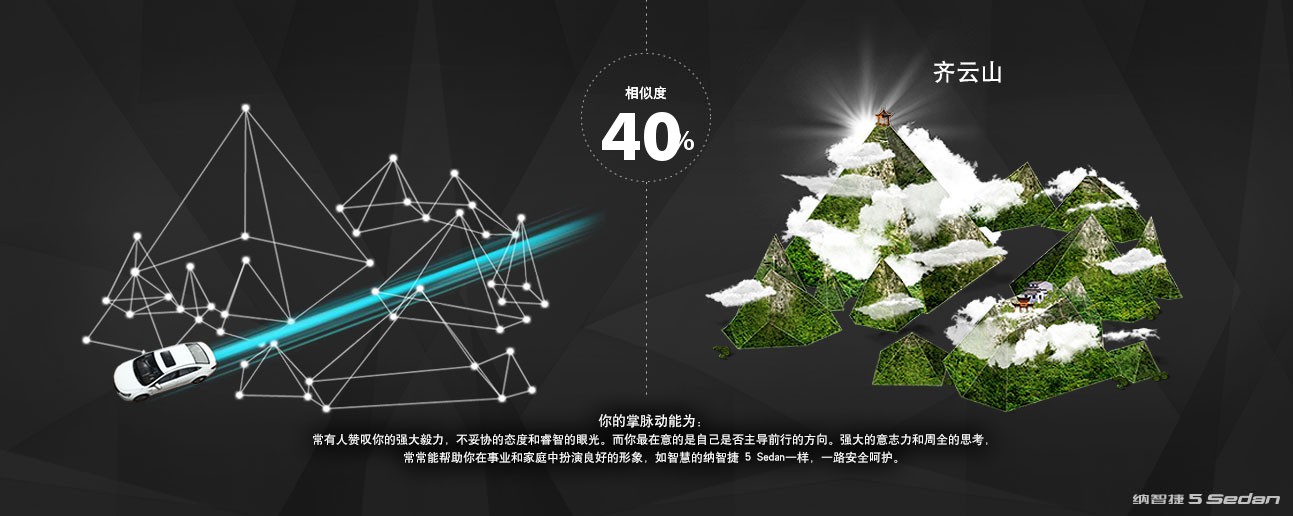 齐云山
相似度
40%
你的掌脉动能为：
常有人赞叹你的强大毅力，不妥协的态度和睿智的眼光。而你最在意的是自己是否主导前行的方向。强大的意志力和周全的思考，
常常能帮助你在事业和家庭中扮演良好的形象，如智慧的纳智捷 5 Sedan一样，一路安全呵护。
纳智捷 5 Sedan